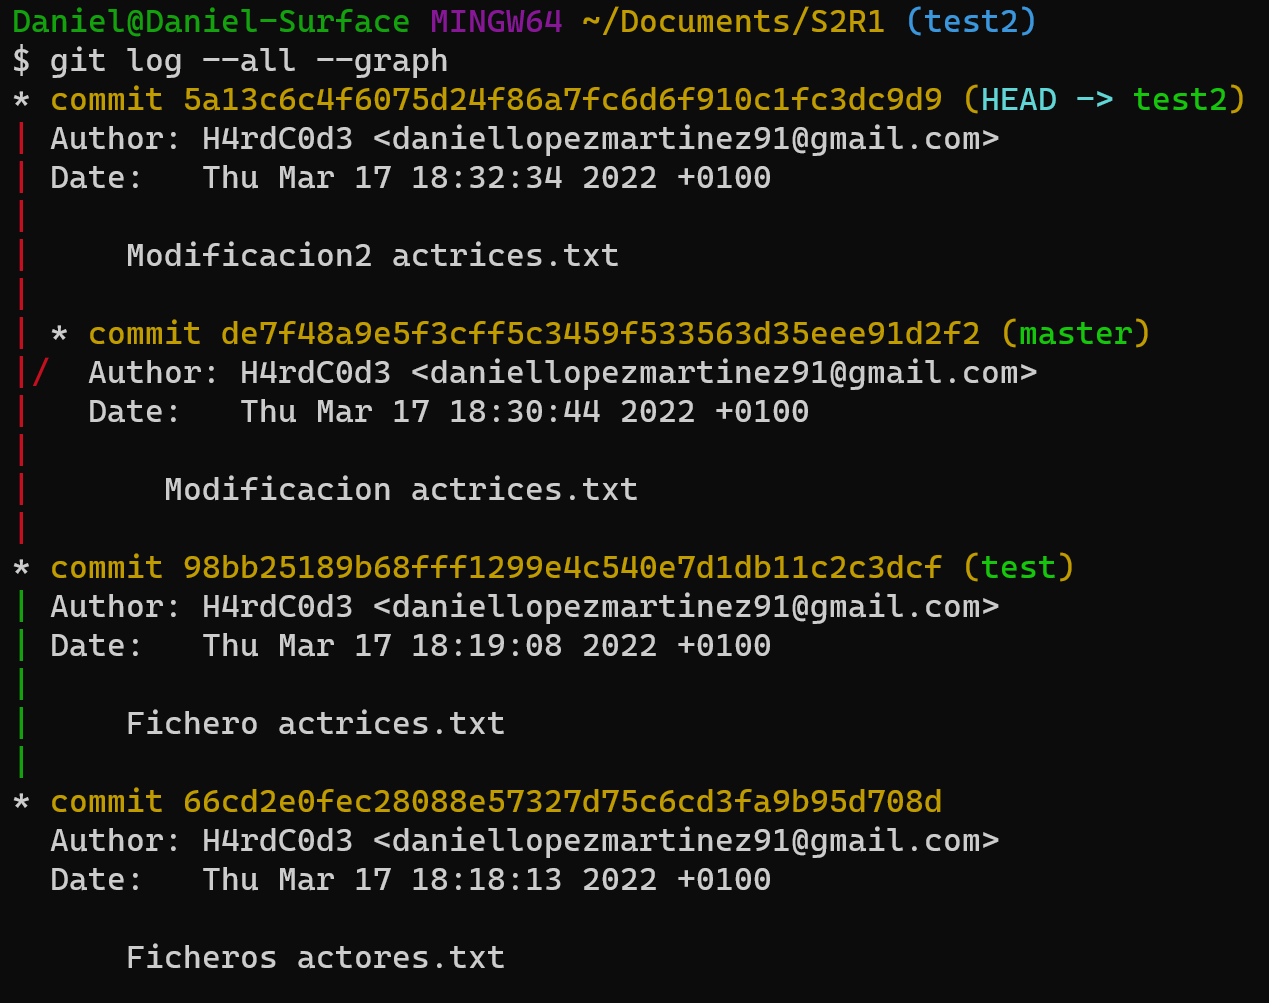 Daniel@Daniel-Surface MINGW64 ~/Documents/S2R1 (test2)
$ git log --all --graph
* commit 5a13c6c4f6075d24f86a7fc6d6f910c1fc3dc9d9 (HEAD -> test2)
| Author: H4rdC0d3 <daniellopezmartinez91@gmail.com>
| Date:   Thu Mar 17 18:32:34 2022 +0100
|
|     Modificacion2 actrices.txt
|
| * commit de7f48a9e5f3cff5c3459f533563d35eee91d2f2 (master)
|/  Author: H4rdC0d3 <daniellopezmartinez91@gmail.com>
|   Date:   Thu Mar 17 18:30:44 2022 +0100
|
|       Modificacion actrices.txt
|
* commit 98bb25189b68fff1299e4c540e7d1db11c2c3dcf (test)
| Author: H4rdC0d3 <daniellopezmartinez91@gmail.com>
| Date:   Thu Mar 17 18:19:08 2022 +0100
|
|     Fichero actrices.txt
|
* commit 66cd2e0fec28088e57327d75c6cd3fa9b95d708d
  Author: H4rdC0d3 <daniellopezmartinez91@gmail.com>
  Date:   Thu Mar 17 18:18:13 2022 +0100

      Ficheros actores.txt